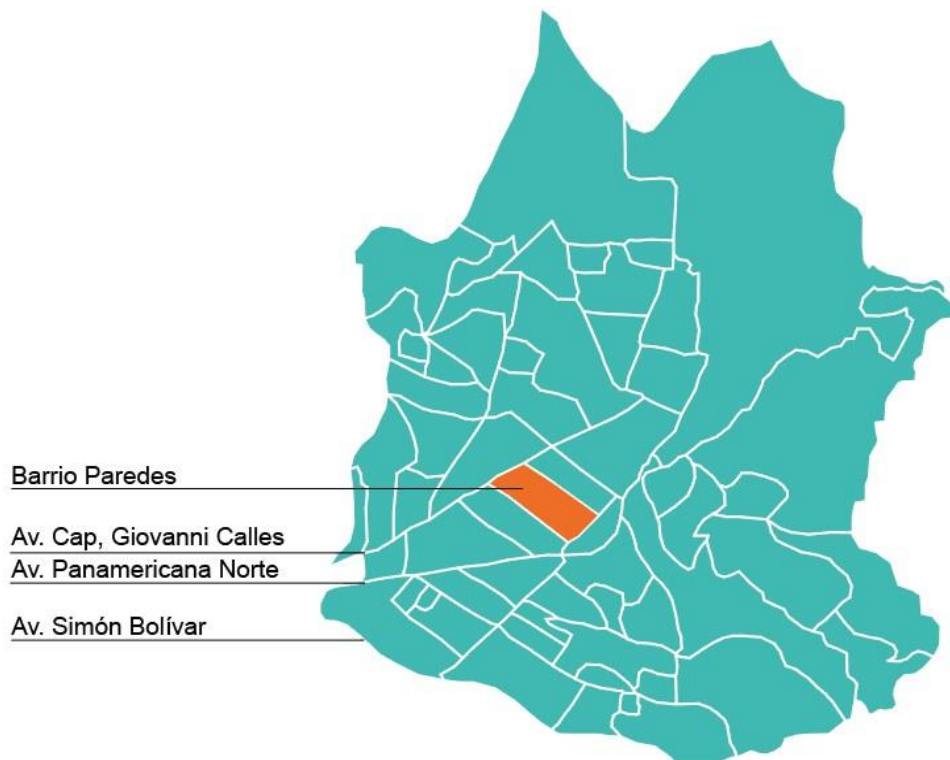 Barrio Paredes
Av. Cap, Giovanni Calles
Av. Panamericana Norte
Av. Simón Bolívar